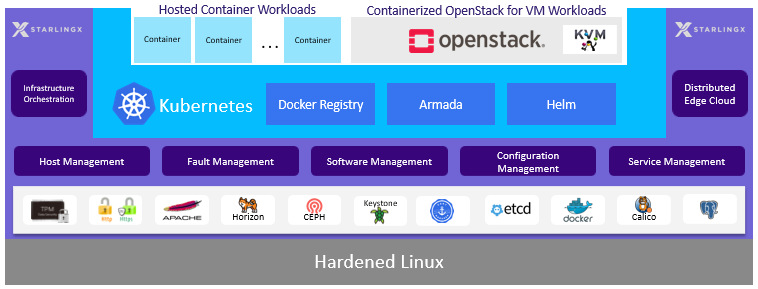 Hosted Container Workloads
Containerized OpenStack for VM Workloads
STARLINGX
STARLINGX
Container
Container
...
Container
openstack.
KVM
Infrastructure
Orchestration
Distributed
Edge Cloud
Kubernetes
Docker Registry
Armada
Helm
Host Management
Fault Management
Software Management
Configuration
Management
Service Management
TPM
Http
Https
APACHE
Horizon
CEPH
Keystone
etcd
docker
Calico
Hardened Linux